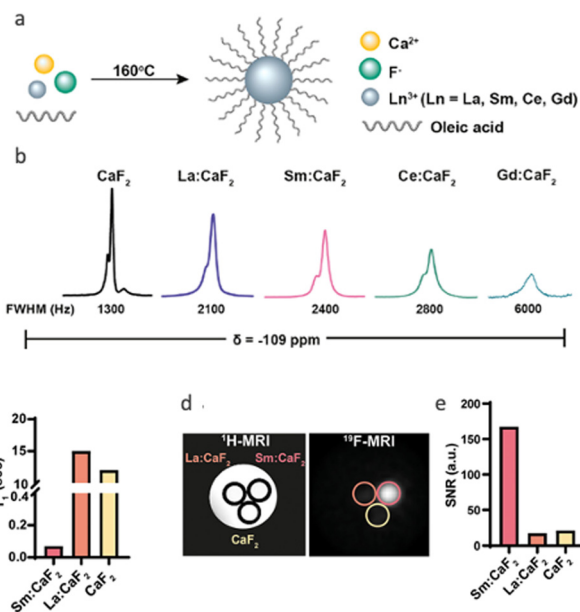 a
160°C
Ca²⁺
F⁻
Ln³⁺ (Ln = La, Sm, Ce, Gd)
Oleic acid
b
CaF₂ La:CaF₂ Sm:CaF₂ Ce:CaF₂ Gd:CaF₂
FWHM (Hz) 1300 2100 2400 2800 6000
δ = -109 ppm
20
15
10
0.4
0.2
0.0
Sm:CaF₂
La:CaF₂
CaF₂
d
¹H-MRI
¹⁹F-MRI
La:CaF₂ Sm:CaF₂
CaF₂
e
SNR (a.u.)
200
150
100
50
0
Sm:CaF₂
La:CaF₂
CaF₂